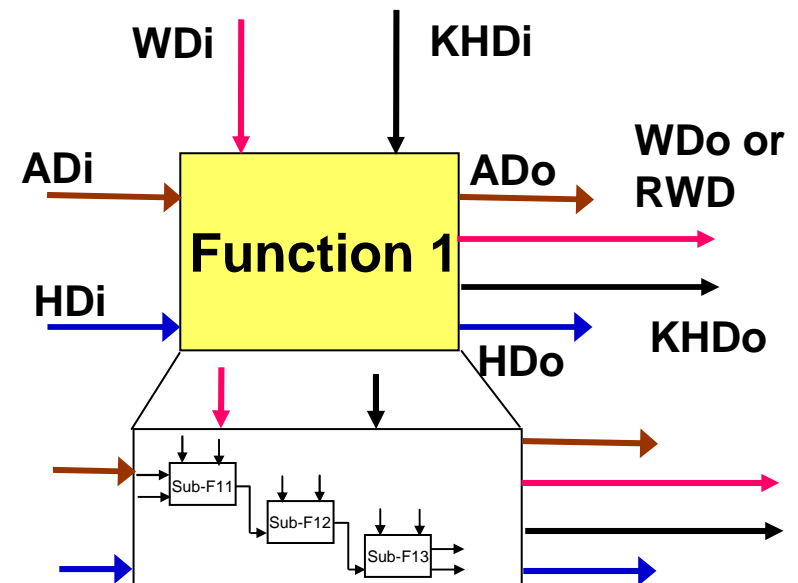 WDi
KHDi
WDo or
RWD
ADi
ADo
Function 1
HDi
KHDo
HDo
Sub-F11
Sub-F12
Sub-F13